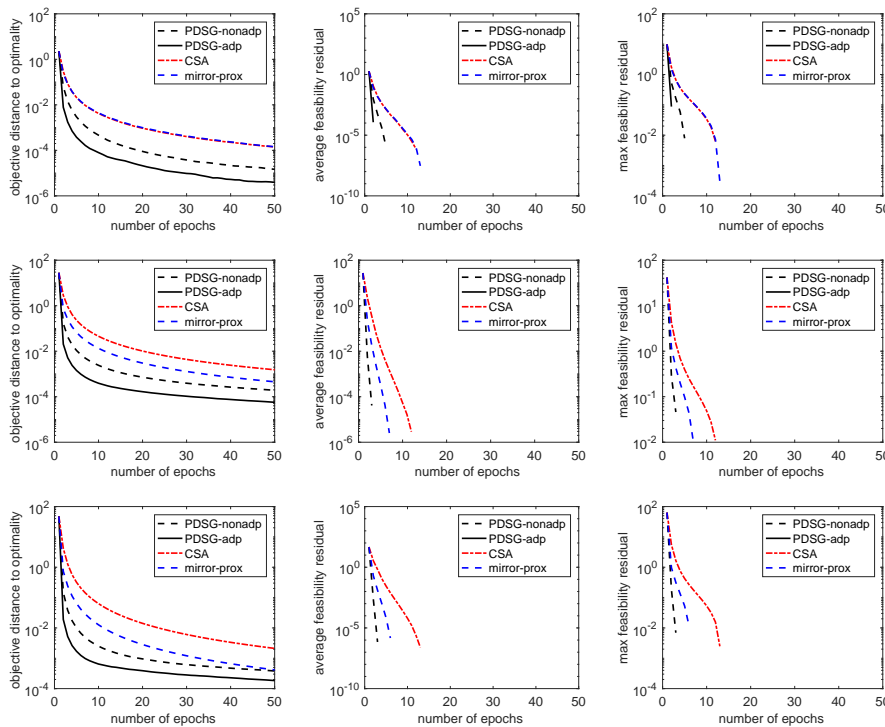 10^2
10^0
10^-2
10^-4
10^-6
objective distance to optimality
0 10 20 30 40 50
number of epochs
PDSG-nonadp
PDSG-adp
CSA
mirror-prox
10^5
10^0
10^-5
10^-10
average feasibility residual
0 10 20 30 40 50
number of epochs
PDSG-nonadp
PDSG-adp
CSA
mirror-prox
10^2
10^0
10^-2
10^-4
max feasibility residual
0 10 20 30 40 50
number of epochs
PDSG-nonadp
PDSG-adp
CSA
mirror-prox
10^2
10^0
10^-2
10^-4
10^-6
objective distance to optimality
0 10 20 30 40 50
number of epochs
PDSG-nonadp
PDSG-adp
CSA
mirror-prox
10^2
10^0
10^-2
10^-4
10^-6
average feasibility residual
0 10 20 30 40 50
number of epochs
PDSG-nonadp
PDSG-adp
CSA
mirror-prox
10^2
10^1
10^0
10^-1
10^-2
max feasibility residual
0 10 20 30 40 50
number of epochs
PDSG-nonadp
PDSG-adp
CSA
mirror-prox
10^2
10^0
10^-2
10^-4
objective distance to optimality
0 10 20 30 40 50
number of epochs
PDSG-nonadp
PDSG-adp
CSA
mirror-prox
10^5
10^0
10^-5
10^-10
average feasibility residual
0 10 20 30 40 50
number of epochs
PDSG-nonadp
PDSG-adp
CSA
mirror-prox
10^2
10^0
10^-2
10^-4
max feasibility residual
0 10 20 30 40 50
number of epochs
PDSG-nonadp
PDSG-adp
CSA
mirror-prox